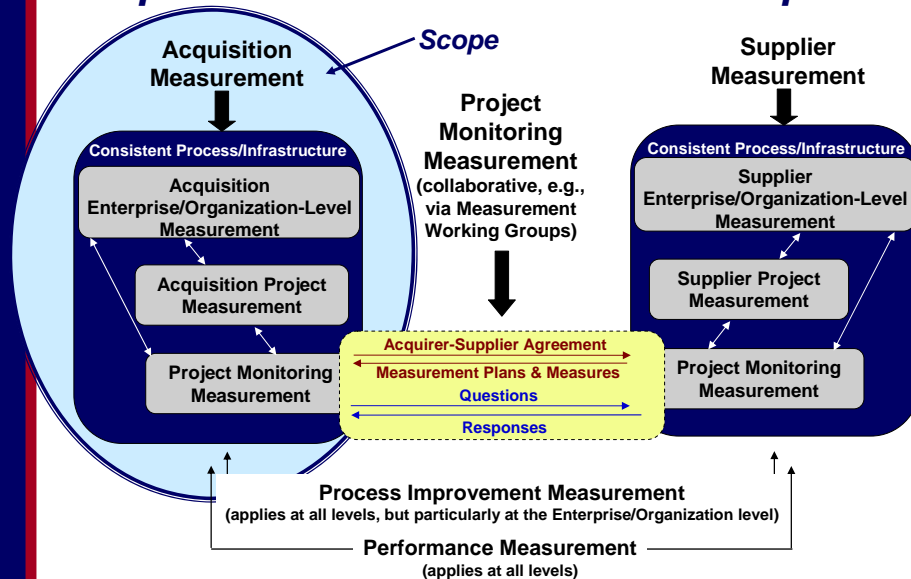 Scope
Acquisition
Measurement
Supplier
Measurement
Project
Monitoring
Measurement
(collaborative, e.g.,
via Measurement
Working Groups)
Consistent Process/Infrastructure
Acquisition
Enterprise/Organization-Level
Measurement
Acquisition Project
Measurement
Project Monitoring
Measurement
Consistent Process/Infrastructure
Supplier
Enterprise/Organization-Level
Measurement
Supplier Project
Measurement
Project Monitoring
Measurement
Acquirer-Supplier Agreement
Measurement Plans & Measures
Questions
Responses
Process Improvement Measurement
(applies at all levels, but particularly at the Enterprise/Organization level)
Performance Measurement
(applies at all levels)